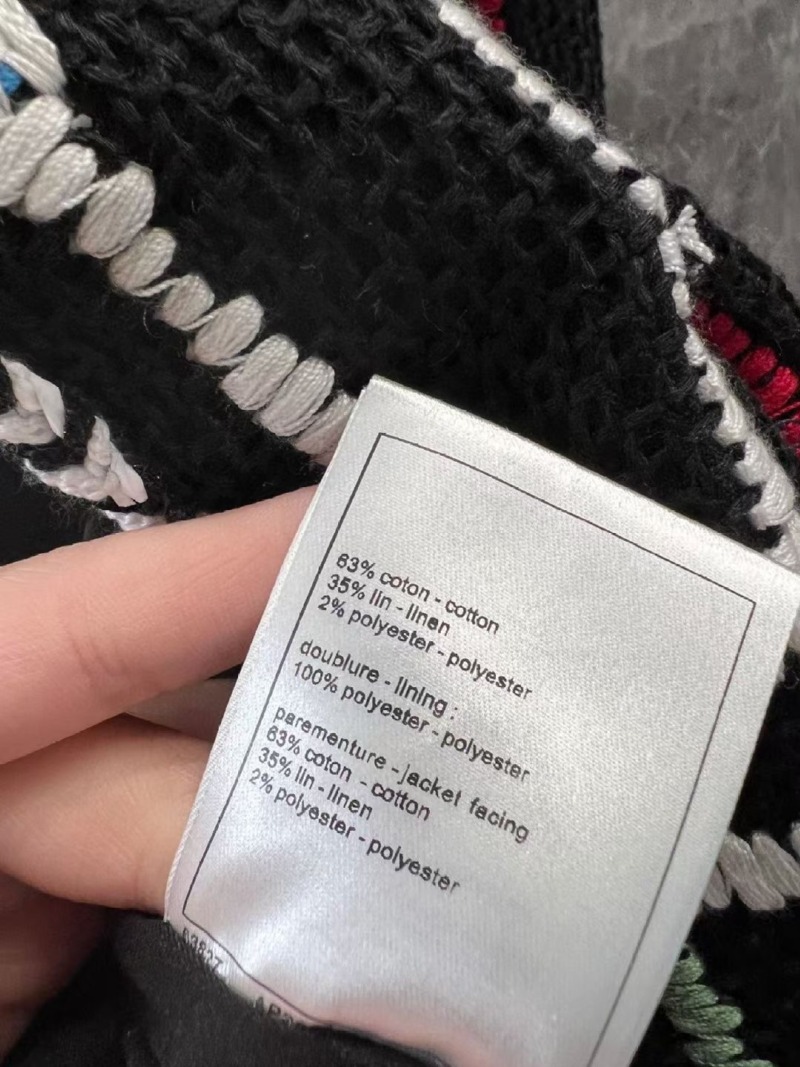 63% coton - cotton
35% lin - linen
2% polyester - polyester
doublure - lining :
100% polyester - polyester
parementure - jacket facing
63% coton - cotton
35% lin - linen
2% polyester - polyester